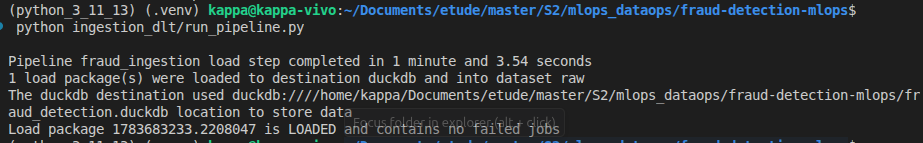 (python_3_11_13) (.venv) kappa@kappa-vivo:~/Documents/etude/master/S2/mlops_dataops/fraud-detection-mlops$
python ingestion_dlt/run_pipeline.py
Pipeline fraud_ingestion load step completed in 1 minute and 3.54 seconds
1 load package(s) were loaded to destination duckdb and into dataset raw
The duckdb destination used duckdb:////home/kappa/Documents/etude/master/S2/mlops_dataops/fraud-detection-mlops/fr
aud_detection.duckdb location to store data
Focus folder in explorer (alt + click)
Load package 1783683233.2208047 is LOADED and contains no failed jobs